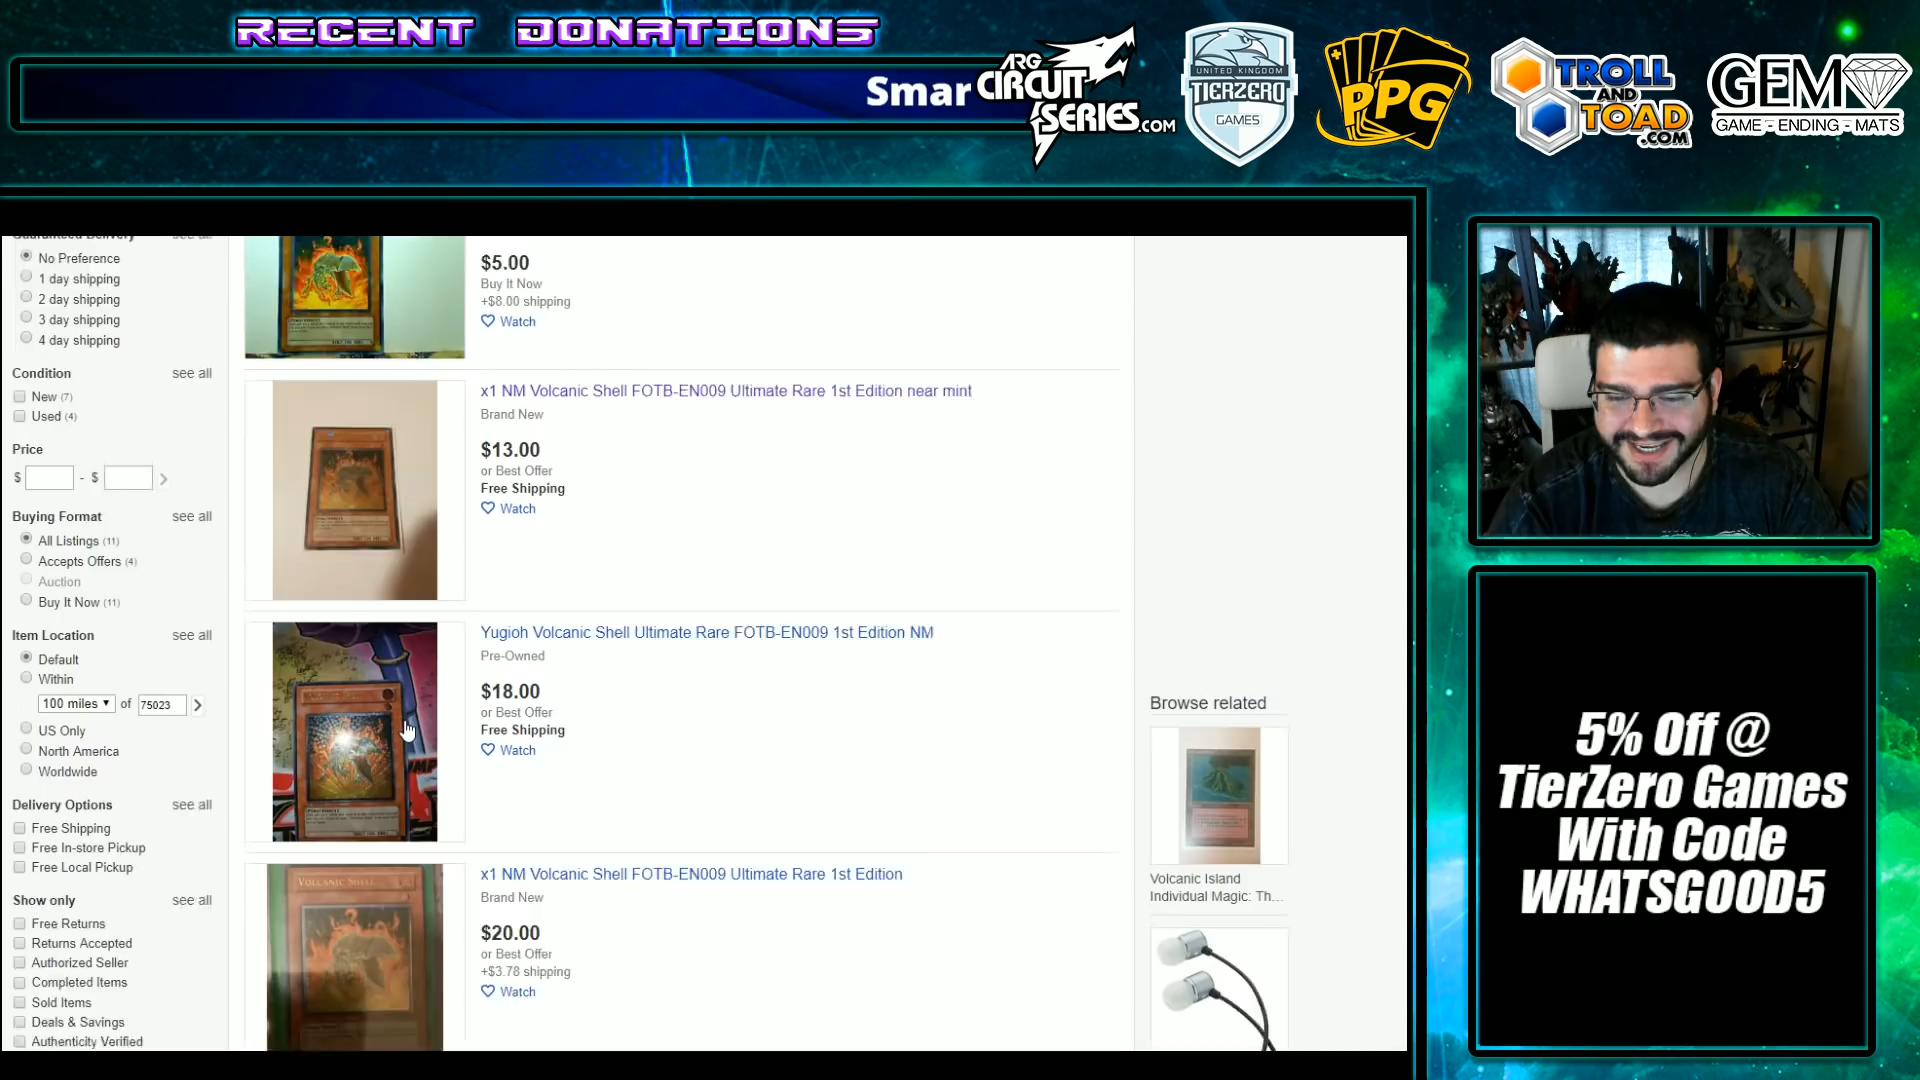 RECENT DONATIONS
Smar
ARG
CIRCUIT
SERIES.COM
UNITED KINGDOM
TIERZERO
GAMES
PPG
TROLL
AND
TOAD
.COM
GEM
GAME - ENDING - MATS
Guaranteed Delivery see all
No Preference
1 day shipping
2 day shipping
3 day shipping
4 day shipping
Condition see all
New (7)
Used (4)
Price
$ - $
Buying Format see all
All Listings (11)
Accepts Offers (4)
Auction
Buy It Now (11)
Item Location see all
Default
Within
100 miles of 75023
US Only
North America
Worldwide
Delivery Options see all
Free Shipping
Free In-store Pickup
Free Local Pickup
Show only see all
Free Returns
Returns Accepted
Authorized Seller
Completed Items
Sold Items
Deals & Savings
Authenticity Verified
$5.00
Buy It Now
+$8.00 shipping
Watch
x1 NM Volcanic Shell FOTB-EN009 Ultimate Rare 1st Edition near mint
Brand New
$13.00
or Best Offer
Free Shipping
Watch
Yugioh Volcanic Shell Ultimate Rare FOTB-EN009 1st Edition NM
Pre-Owned
$18.00
or Best Offer
Free Shipping
Watch
VOLCANIC SHELL
x1 NM Volcanic Shell FOTB-EN009 Ultimate Rare 1st Edition
Brand New
$20.00
or Best Offer
+$3.78 shipping
Watch
Browse related
Volcanic Island
Individual Magic: Th...
5% Off @
TierZero Games
With Code
WHATSGOOD5